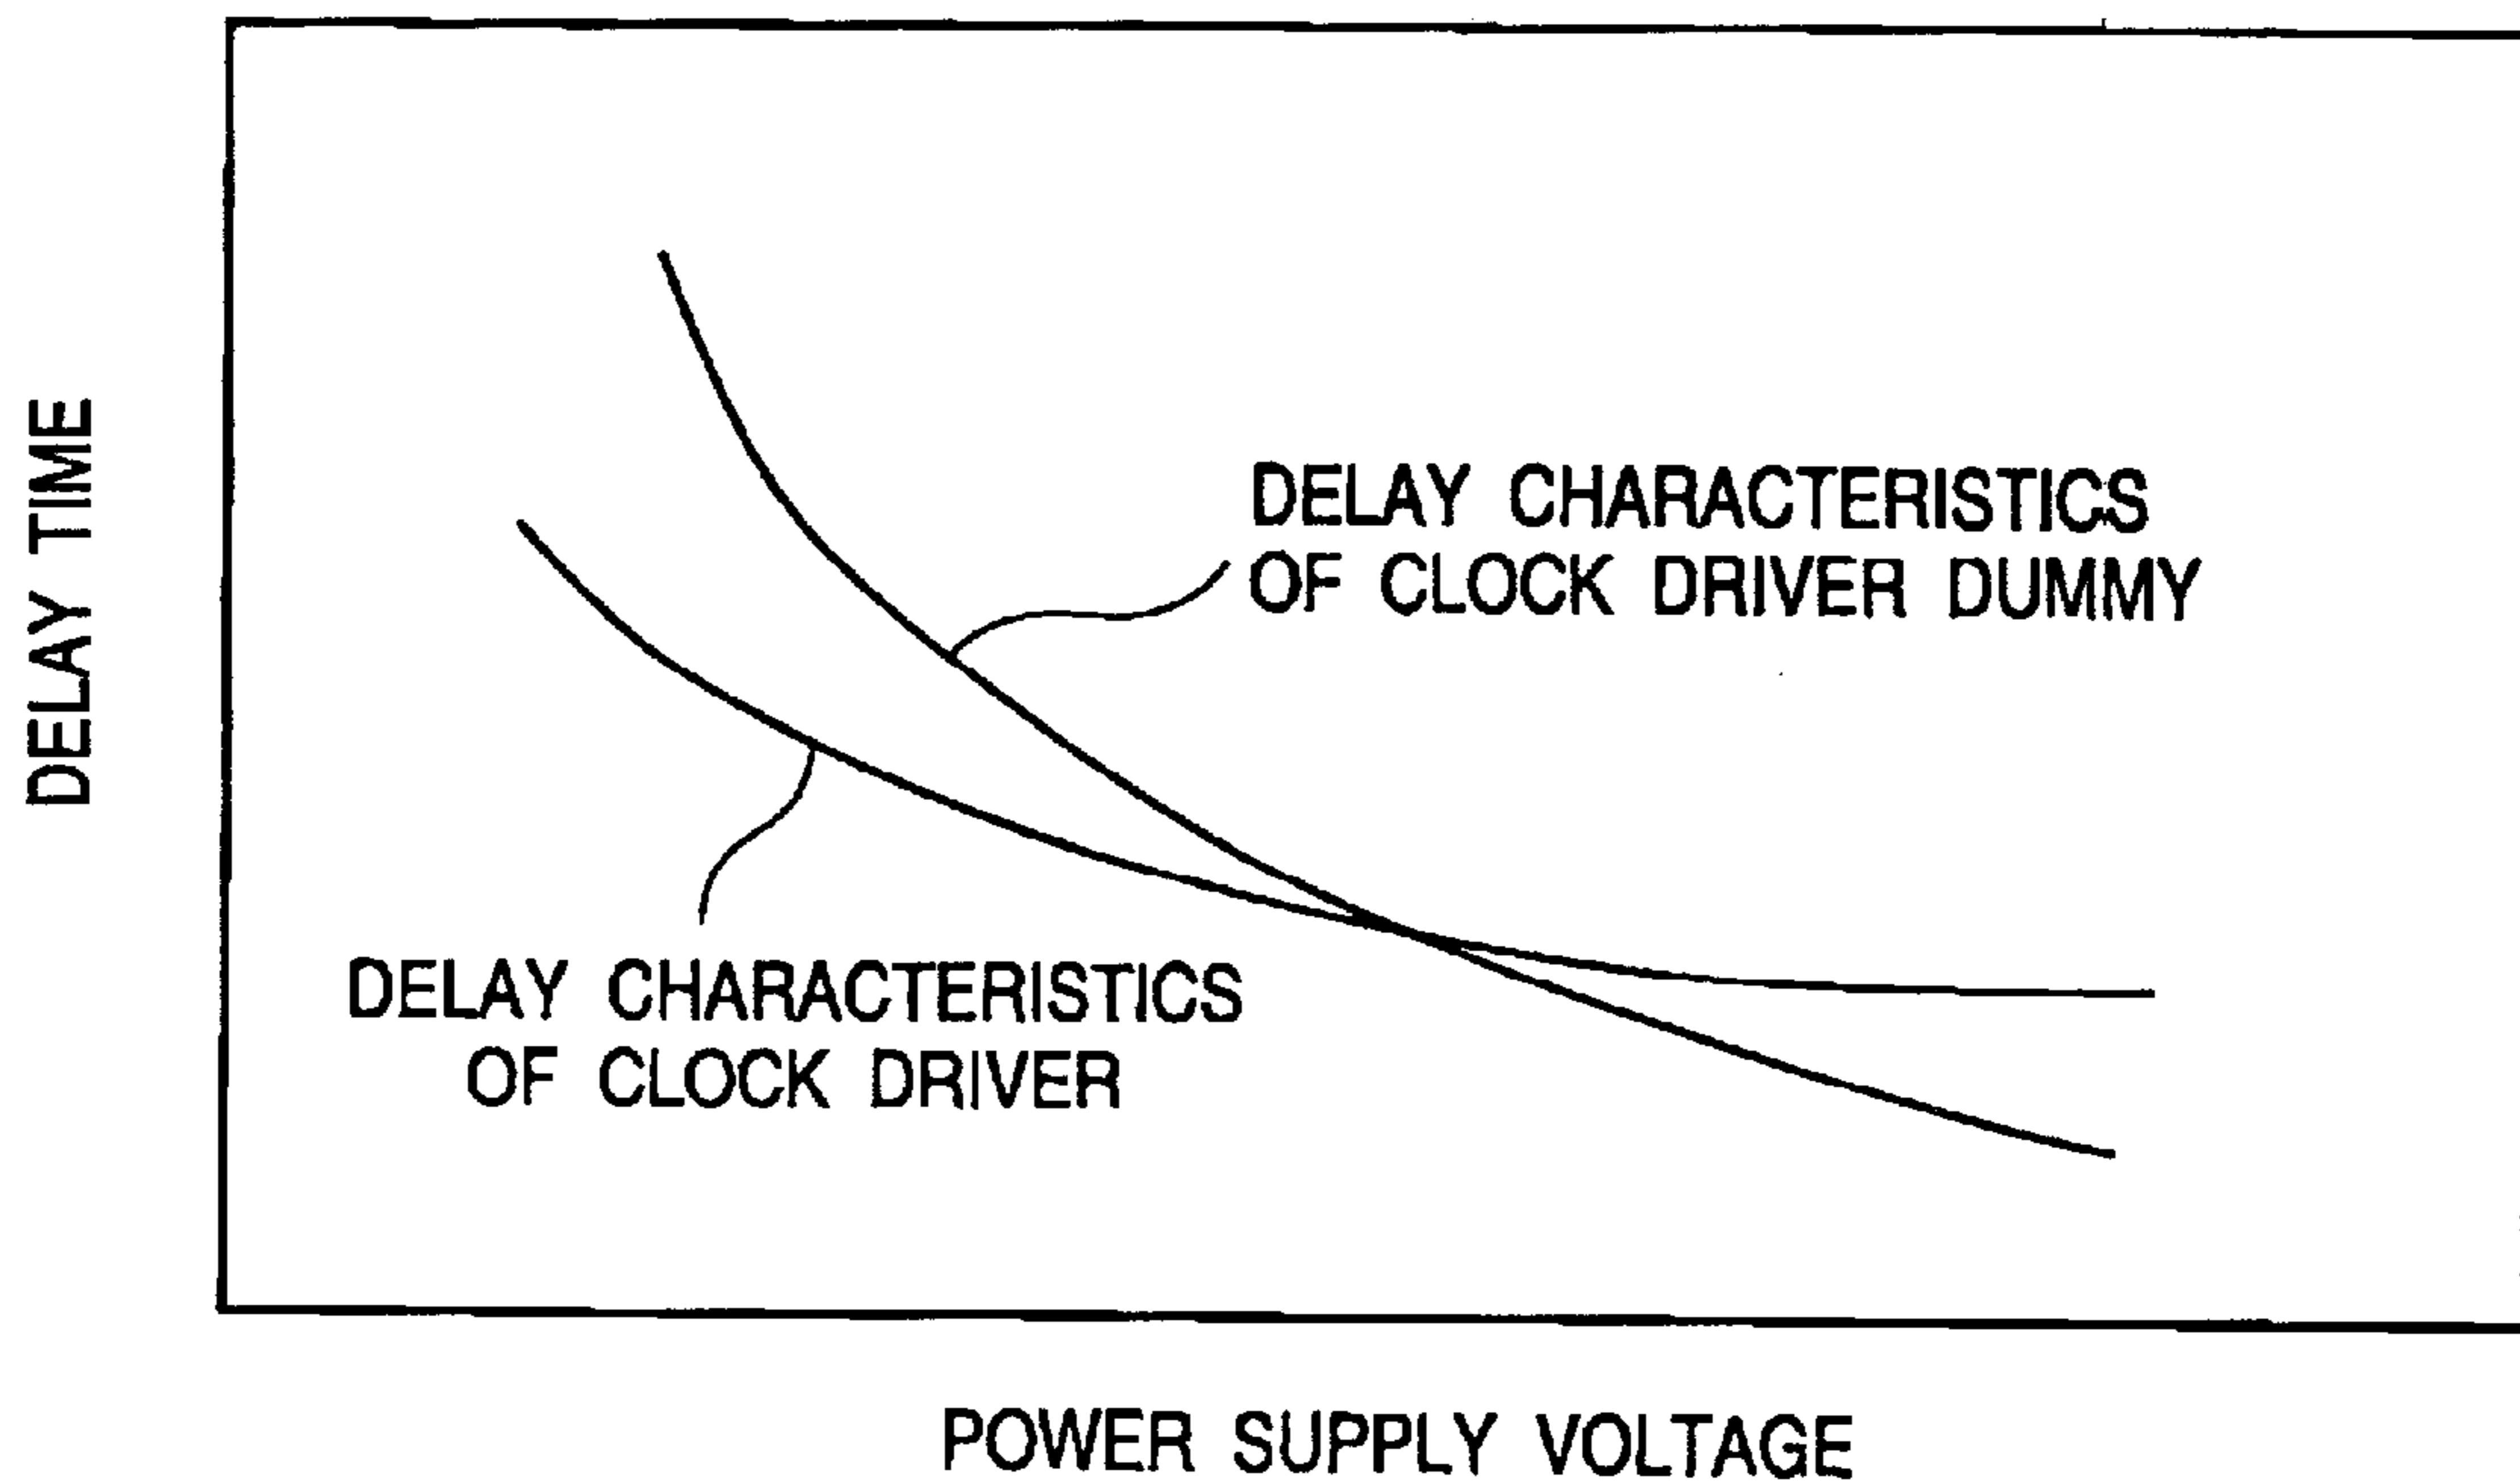 DELAY TIME
DELAY CHARACTERISTICS
OF CLOCK DRIVER DUMMY
DELAY CHARACTERISTICS
OF CLOCK DRIVER
POWER SUPPLY VOLTAGE